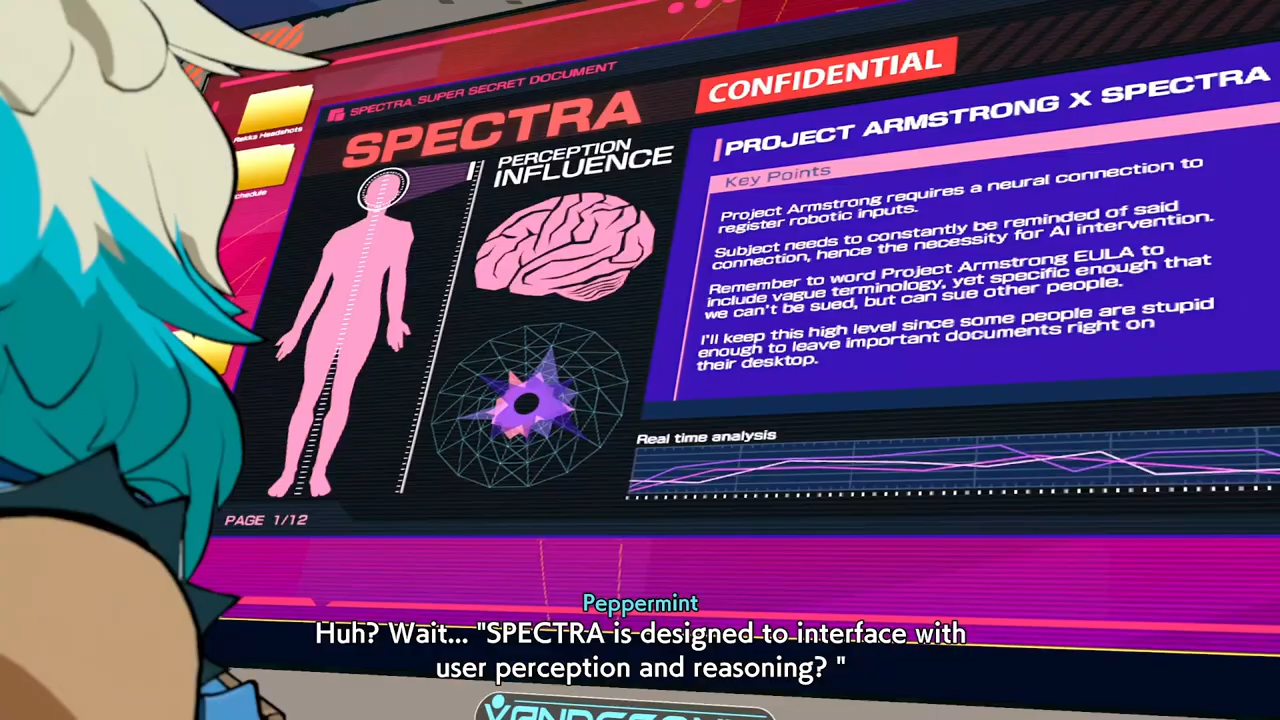 SPECTRA_SUPER SECRET DOCUMENT
CONFIDENTIAL
Rekka Headshots
SPECTRA
PERCEPTION
INFLUENCE
PROJECT ARMSTRONG X SPECTRA
Key Points
Project Armstrong requires a neural connection to
register robotic inputs.
Subject needs to constantly be reminded of said
connection, hence the necessity for AI intervention.
Remember to word Project Armstrong EULA to
include vague terminology, yet specific enough that
we can't be sued, but can sue other people.
I'll keep this high level since some people are stupid
enough to leave important documents right on
their desktop.
Real time analysis
PAGE 1/12
Peppermint
Huh? Wait... "SPECTRA is designed to interface with
user perception and reasoning? "